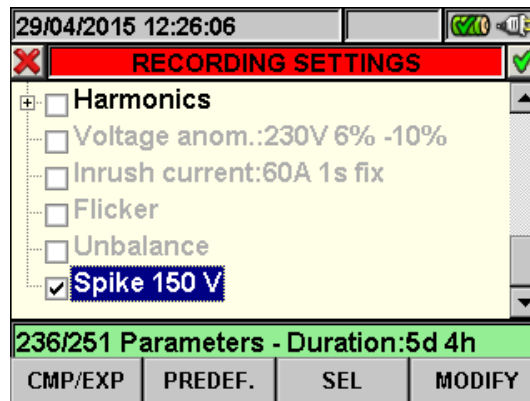 29/04/2015 12:26:06
RECORDING SETTINGS
Harmonics
Voltage anom.:230V 6% -10%
Inrush current:60A 1s fix
Flicker
Unbalance
Spike 150 V
236/251 Parameters - Duration:5d 4h
CMP/EXP PREDEF. SEL MODIFY